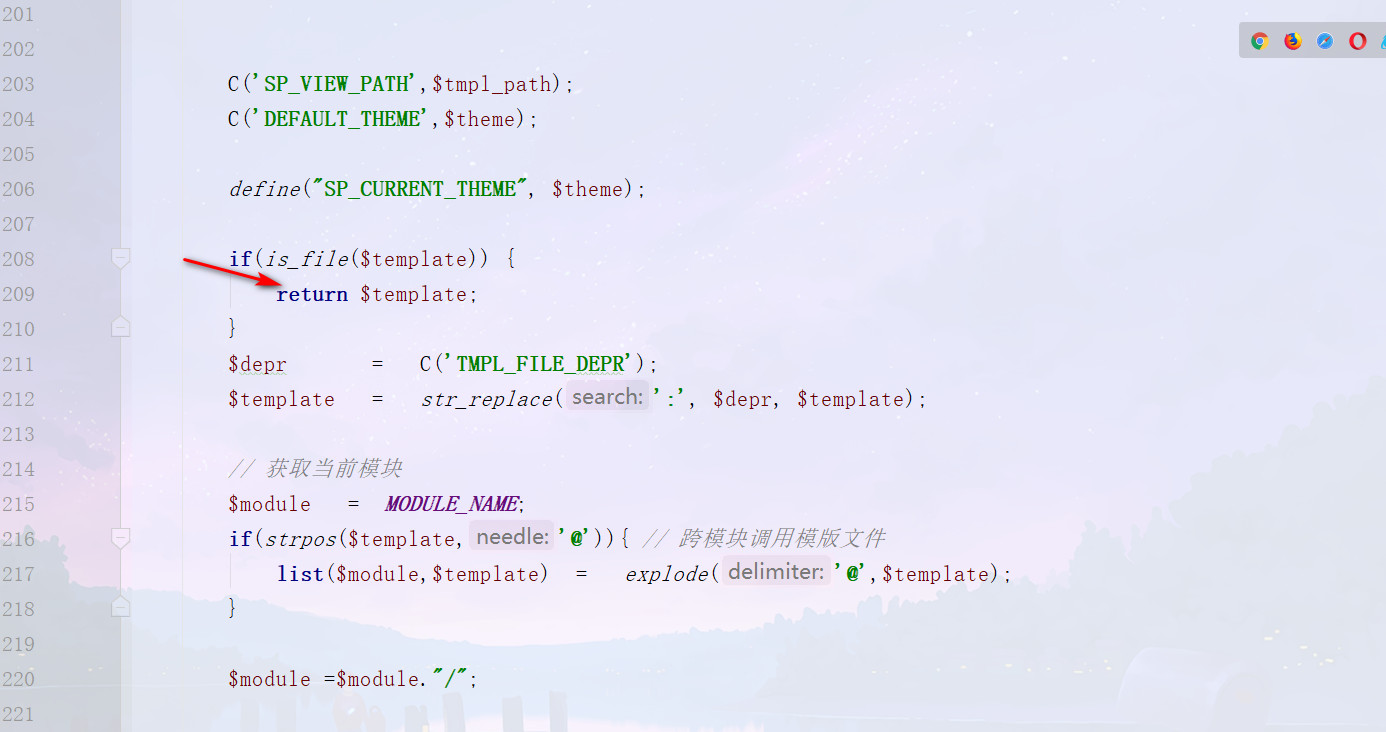 201
202
203 C('SP_VIEW_PATH',$tmpl_path);
204 C('DEFAULT_THEME',$theme);
205
206 define("SP_CURRENT_THEME", $theme);
207
208 if(is_file($template)) {
209 return $template;
210 }
211 $depr = C('TMPL_FILE_DEPR');
212 $template = str_replace( search: ':', $depr, $template);
213
214 // 获取当前模块
215 $module = MODULE_NAME;
216 if(strpos($template, needle: '@')){ // 跨模块调用模版文件
217 list($module,$template) = explode( delimiter: '@',$template);
218 }
219
220 $module =$module."/";
221